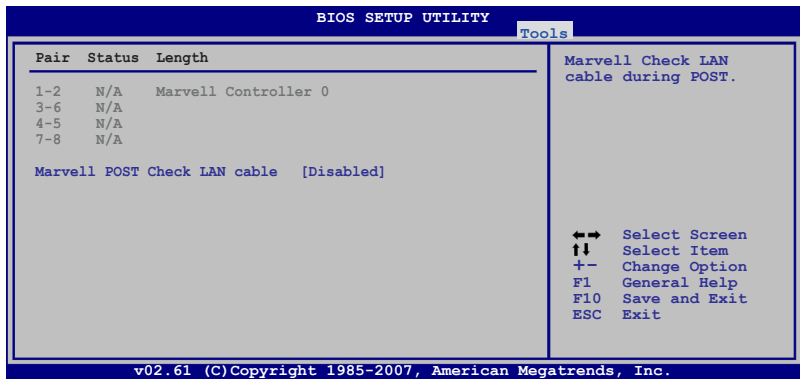 BIOS SETUP UTILITY
Tools
Pair Status Length
1-2 N/A Marvell Controller 0
3-6 N/A
4-5 N/A
7-8 N/A
Marvell POST Check LAN cable [Disabled]
Marvell Check LAN
cable during POST.
←→ Select Screen
↑↓ Select Item
+- Change Option
F1 General Help
F10 Save and Exit
ESC Exit
v02.61 (C)Copyright 1985-2007, American Megatrends, Inc.